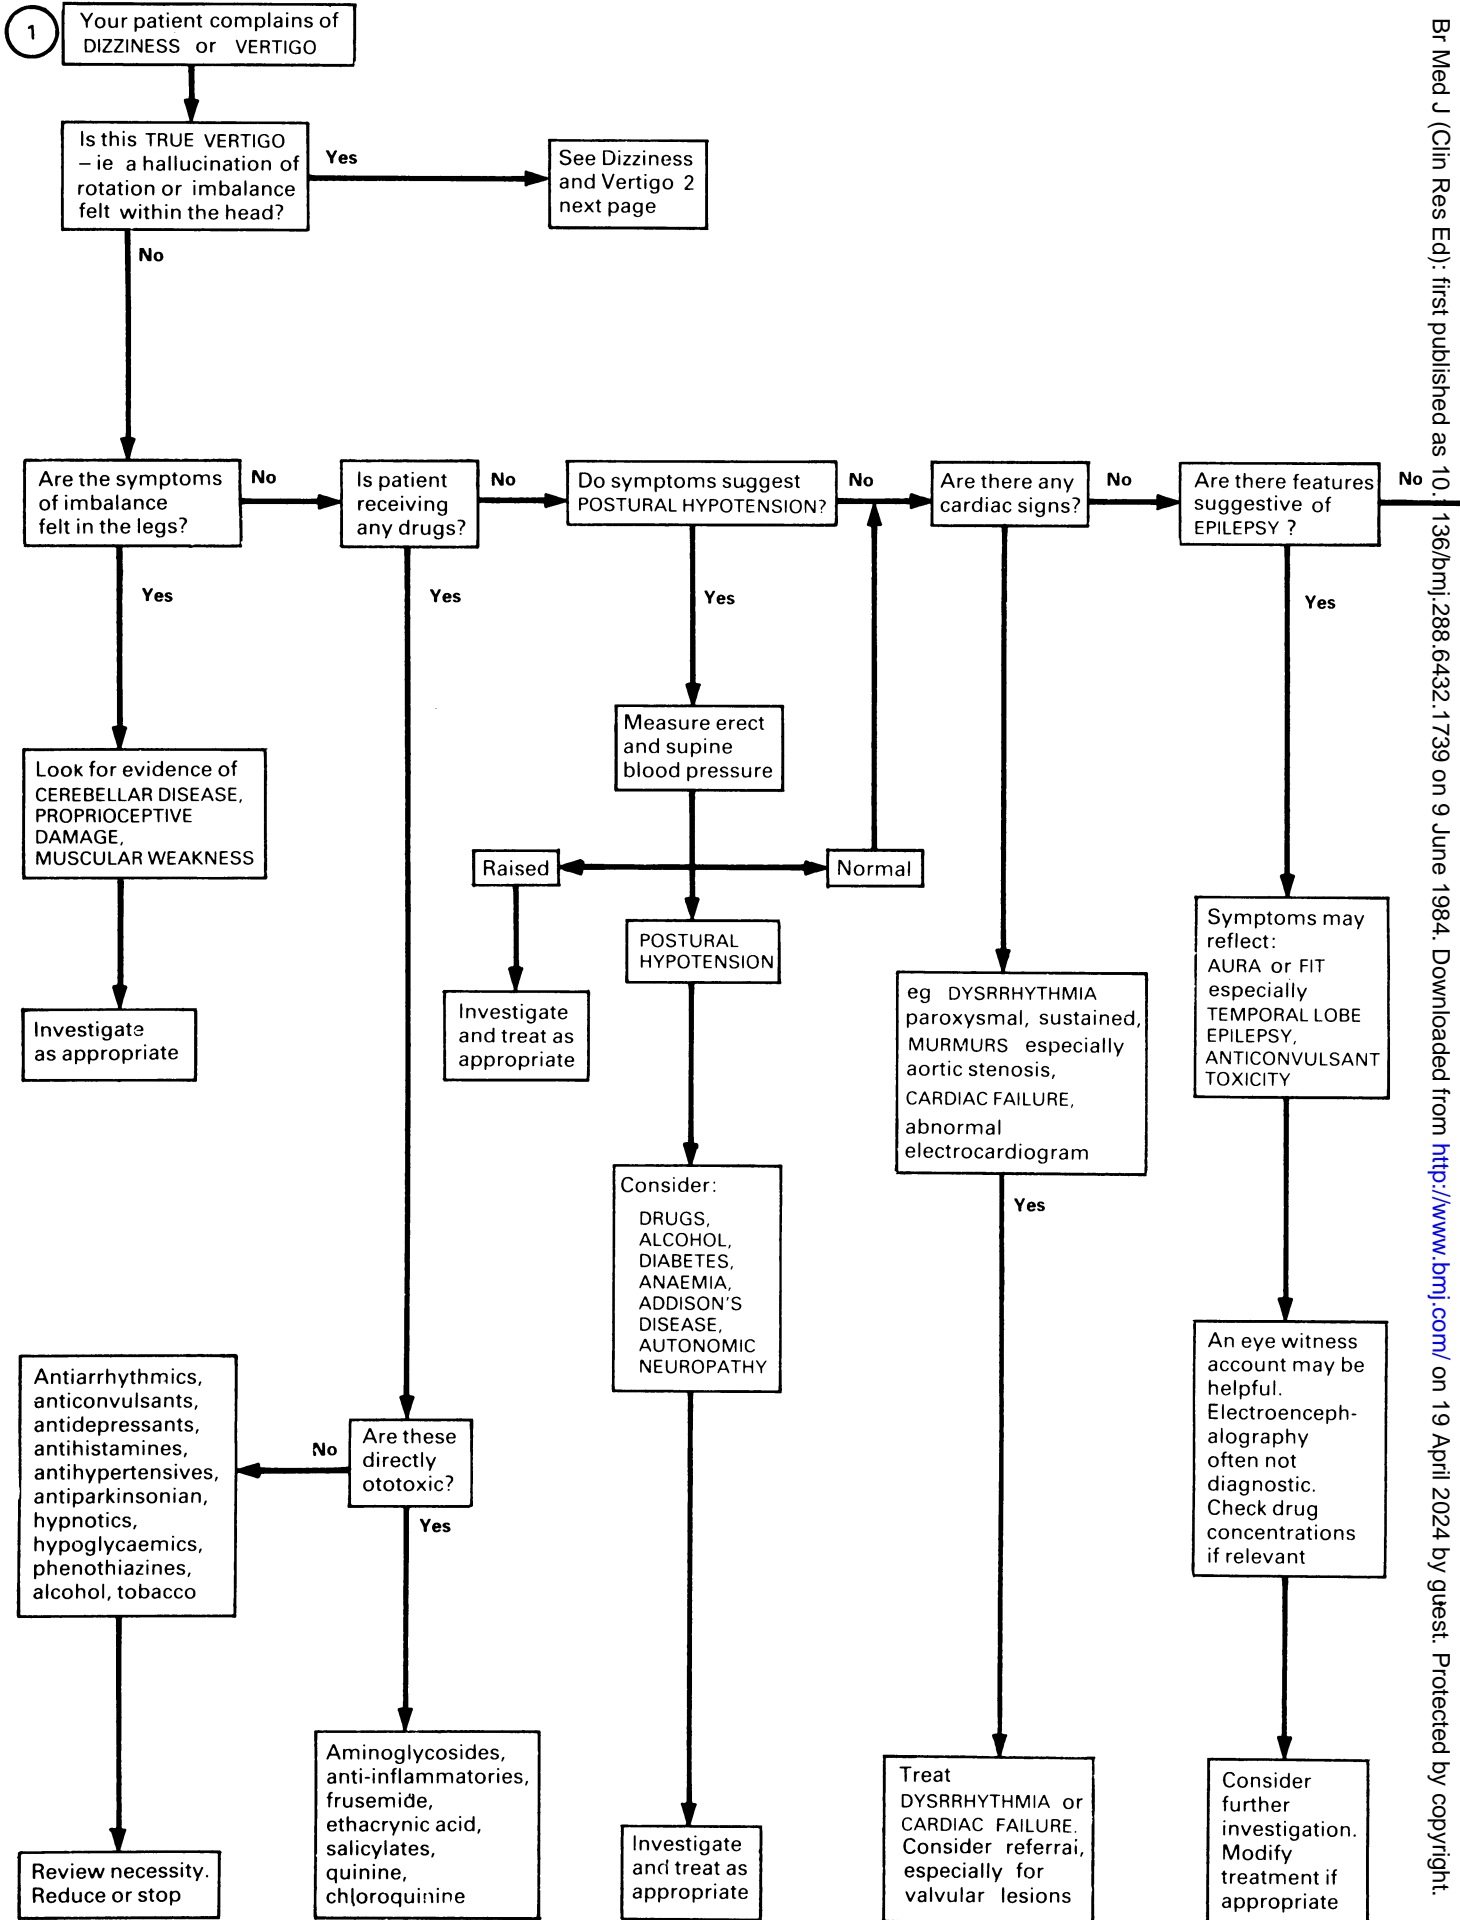 1
Your patient complains of
DIZZINESS or VERTIGO
Is this TRUE VERTIGO
– ie a hallucination of
rotation or imbalance
felt within the head?
Yes
See Dizziness
and Vertigo 2
next page
No
Are the symptoms
of imbalance
felt in the legs?
No
Is patient
receiving
any drugs?
No
Do symptoms suggest
POSTURAL HYPOTENSION?
No
Are there any
cardiac signs?
No
Are there features
suggestive of
EPILEPSY ?
No
Yes
Yes
Yes
Yes
Look for evidence of
CEREBELLAR DISEASE,
PROPRIOCEPTIVE
DAMAGE,
MUSCULAR WEAKNESS
Investigate
as appropriate
Measure erect
and supine
blood pressure
Raised
Normal
Investigate
and treat as
appropriate
POSTURAL
HYPOTENSION
Consider:
DRUGS,
ALCOHOL,
DIABETES,
ANAEMIA,
ADDISON'S
DISEASE,
AUTONOMIC
NEUROPATHY
eg DYSRRHYTHMIA
paroxysmal, sustained,
MURMURS especially
aortic stenosis,
CARDIAC FAILURE,
abnormal
electrocardiogram
Yes
Symptoms may
reflect:
AURA or FIT
especially
TEMPORAL LOBE
EPILEPSY,
ANTICONVULSANT
TOXICITY
An eye witness
account may be
helpful.
Electroenceph-
alography
often not
diagnostic.
Check drug
concentrations
if relevant
Antiarrhythmics,
anticonvulsants,
antidepressants,
antihistamines,
antihypertensives,
antiparkinsonian,
hypnotics,
hypoglycaemics,
phenothiazines,
alcohol, tobacco
No
Are these
directly
ototoxic?
Yes
Review necessity.
Reduce or stop
Aminoglycosides,
anti-inflammatories,
frusemide,
ethacrynic acid,
salicylates,
quinine,
chloroquinine
Investigate
and treat as
appropriate
Treat
DYSRRHYTHMIA or
CARDIAC FAILURE.
Consider referral,
especially for
valvular lesions
Consider
further
investigation.
Modify
treatment if
appropriate
Br Med J (Clin Res Ed): first published as 10.1136/bmj.288.6432.1739 on 9 June 1984. Downloaded from http://www.bmj.com/ on 19 April 2024 by guest. Protected by copyright.